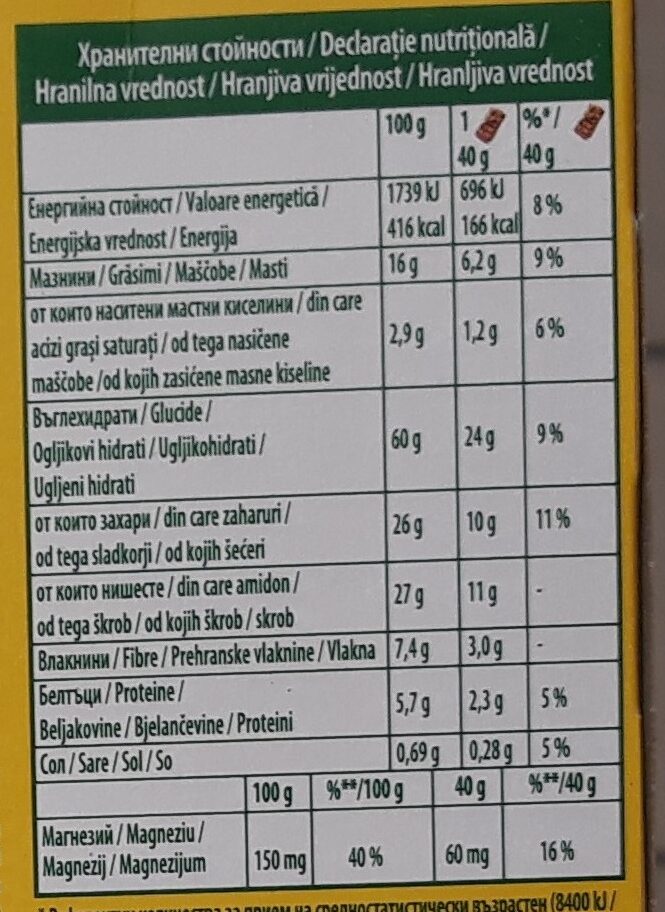 Хранителни стойности / Declarație nutrițională /
Hranilna vrednost / Hranjiva vrijednost / Hranljiva vrednost
100 g 1 %*/
40 g 40 g
Енергийна стойност / Valoare energetică / 1739 kJ 696 kJ 8 %
Energijska vrednost / Energija 416 kcal 166 kcal
Мазнини / Grăsimi / Maščobe / Masti 16 g 6,2 g 9 %
от които наситени мастни киселини / din care
acizi grași saturați / od tega nasičene 2,9 g 1,2 g 6 %
maščobe /od kojih zasićene masne kiseline
Въглехидрати / Glucide /
Ogljikovi hidrati / Ugljikohidrati / 60 g 24 g 9 %
Ugljeni hidrati
от които захари / din care zaharuri / 26 g 10 g 11 %
od tega sladkorji / od kojih šećeri
от които нишесте / din care amidon / 27 g 11 g -
od tega škrob / od kojih škrob / skrob
Влакнини / Fibre / Prehranske vlaknine / Vlakna 7,4 g 3,0 g -
Белтъци / Proteine / 5,7 g 2,3 g 5 %
Beljakovine / Bjelančevine / Proteini
Сол / Sare / Sol / So 0,69 g 0,28 g 5 %
100 g %**/100 g 40 g %**/40 g
Магнезий / Magneziu /
Magnezij / Magnezijum 150 mg 40 % 60 mg 16 %
за прием на средностатистически възрастен (8400 kJ /